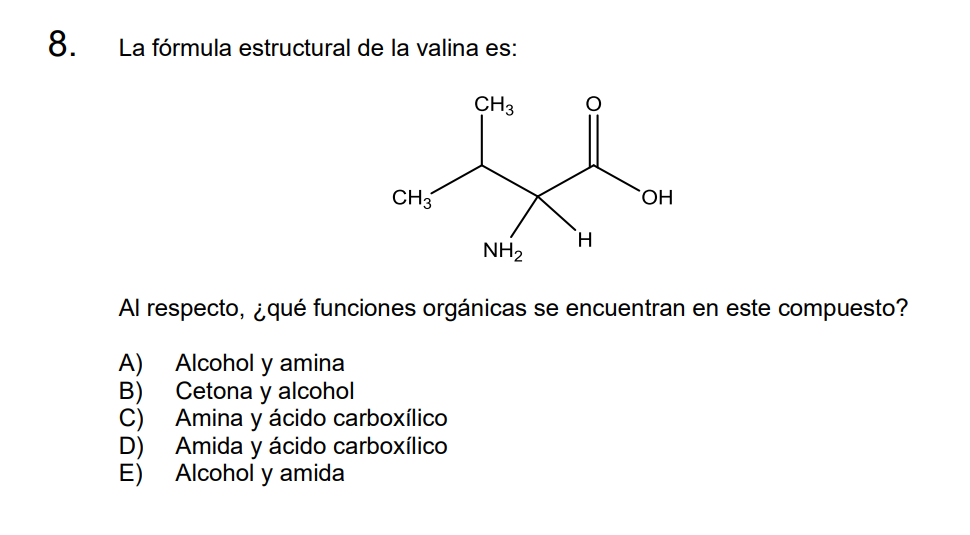 8. La fórmula estructural de la valina es:
CH3 O
CH3 OH
NH2 H
Al respecto, ¿qué funciones orgánicas se encuentran en este compuesto?
A) Alcohol y amina
B) Cetona y alcohol
C) Amina y ácido carboxílico
D) Amida y ácido carboxílico
E) Alcohol y amida